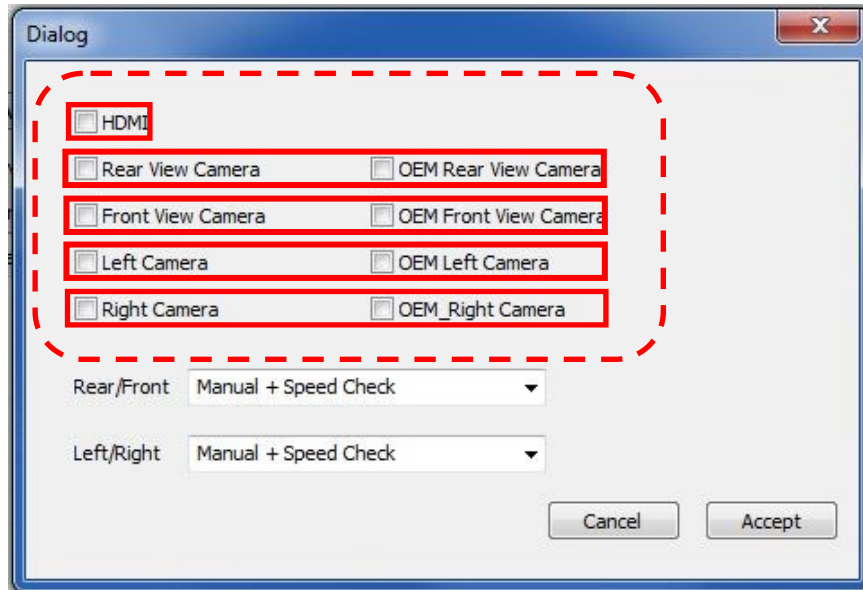 Dialog
HDMI
Rear View Camera OEM Rear View Camera
Front View Camera OEM Front View Camera
Left Camera OEM Left Camera
Right Camera OEM_Right Camera
Rear/Front Manual + Speed Check
Left/Right Manual + Speed Check
Cancel Accept